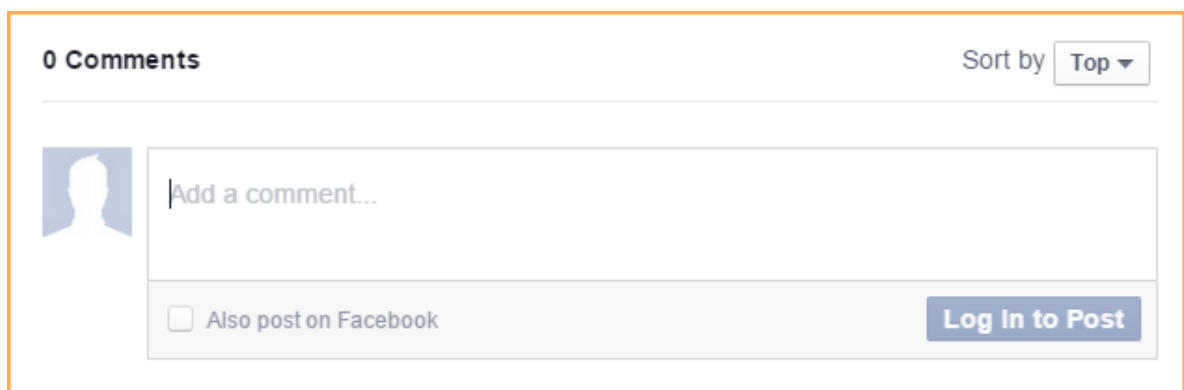 0 Comments
Sort by Top
Add a comment...
Also post on Facebook
Log In to Post